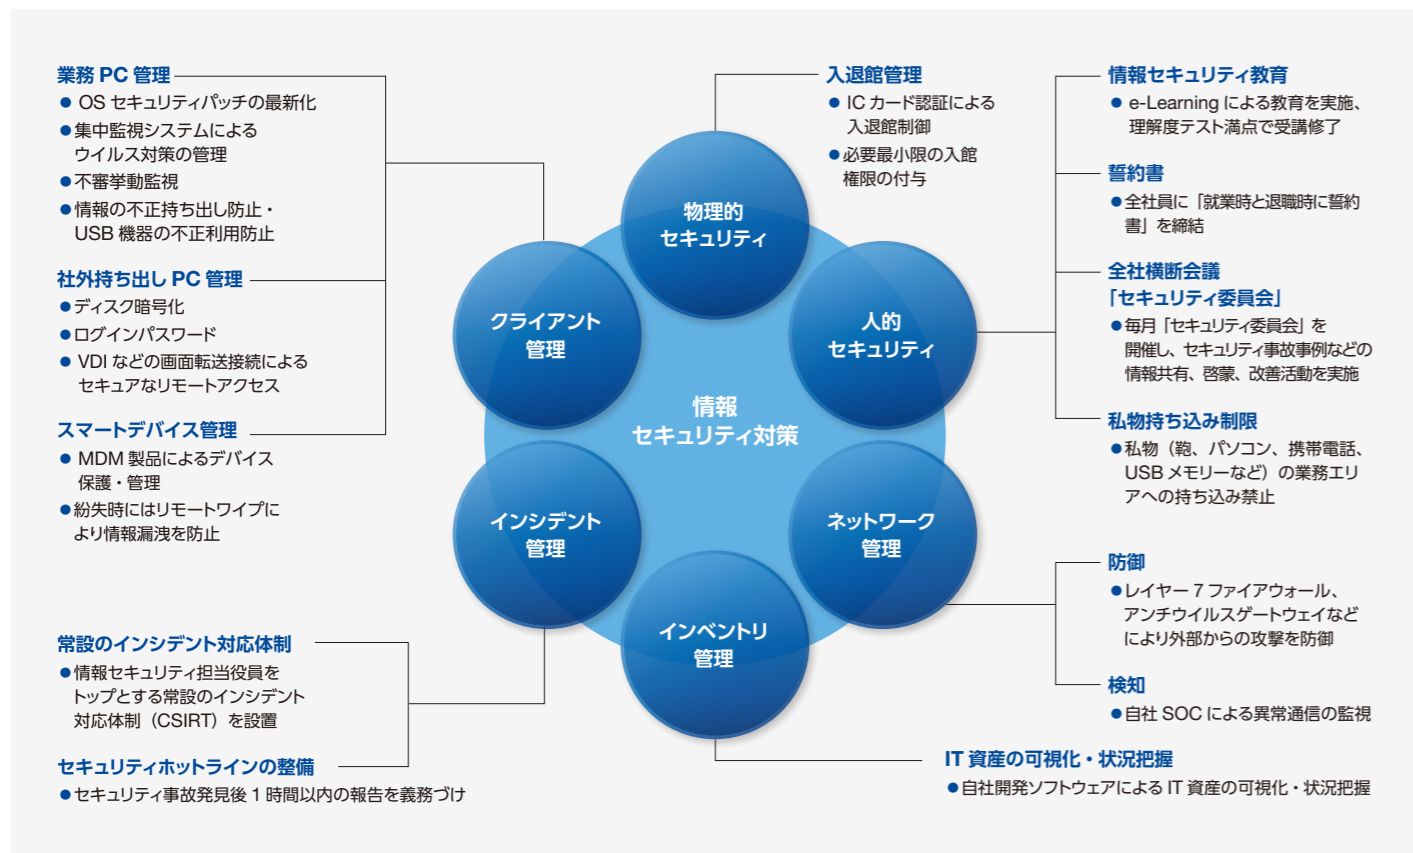 業務 PC 管理
● OS セキュリティパッチの最新化
●集中監視システムによる
ウイルス対策の管理
●不審挙動監視
●情報の不正持ち出し防止・
USB 機器の不正利用防止
社外持ち出し PC 管理
●ディスク暗号化
●ログインパスワード
● VDI などの画面転送接続による
セキュアなリモートアクセス
スマートデバイス管理
● MDM 製品によるデバイス
保護・管理
●紛失時にはリモートワイプに
より情報漏洩を防止
常設のインシデント対応体制
●情報セキュリティ担当役員を
トップとする常設のインシデント
対応体制（CSIRT）を設置
セキュリティホットラインの整備
●セキュリティ事故発見後 1 時間以内の報告を義務づけ
物理的
セキュリティ
クライアント
管理
人的
セキュリティ
情報
セキュリティ対策
インシデント
管理
ネットワーク
管理
インベントリ
管理
入退館管理
● IC カード認証による
入退館制御
●必要最小限の入館
権限の付与
情報セキュリティ教育
● e-Learning による教育を実施、
理解度テスト満点で受講修了
誓約書
●全社員に「就業時と退職時に誓約
書」を締結
全社横断会議
「セキュリティ委員会」
●毎月「セキュリティ委員会」を
開催し、セキュリティ事故事例などの
情報共有、啓蒙、改善活動を実施
私物持ち込み制限
●私物（鞄、パソコン、携帯電話、
USB メモリーなど）の業務エリ
アへの持ち込み禁止
防御
●レイヤー 7 ファイアウォール、
アンチウイルスゲートウェイなど
により外部からの攻撃を防御
検知
●自社 SOC による異常通信の監視
IT 資産の可視化・状況把握
●自社開発ソフトウェアによる IT 資産の可視化・状況把握